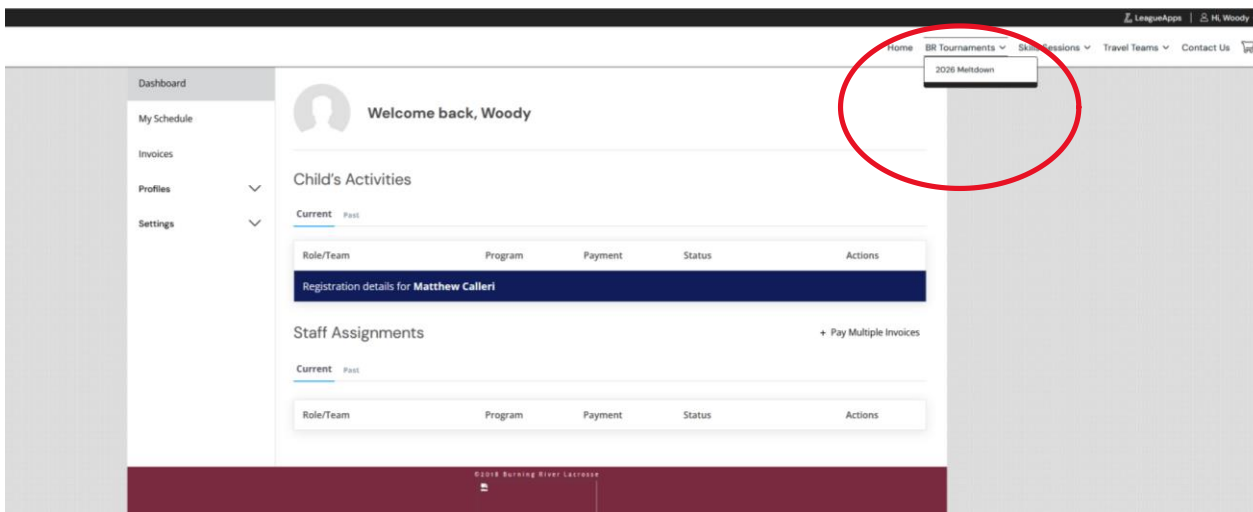 LeagueApps | Hi, Woody
Home BR Tournaments Skills Sessions Travel Teams Contact Us
2026 Meltdown
Dashboard
My Schedule
Invoices
Profiles
Settings
Welcome back, Woody
Child's Activities
Current Past
Role/Team Program Payment Status Actions
Registration details for Matthew Calleri
Staff Assignments + Pay Multiple Invoices
Current Past
Role/Team Program Payment Status Actions
©2018 Burning River Lacrosse